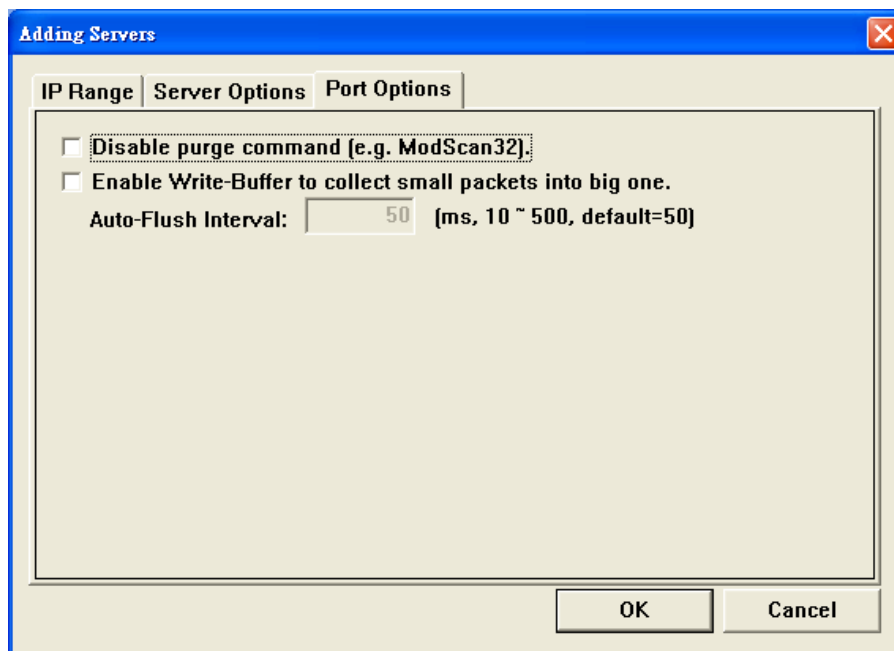 Adding Servers
IP Range Server Options Port Options
Disable purge command (e.g. ModScan32).
Enable Write-Buffer to collect small packets into big one.
Auto-Flush Interval: 50 (ms, 10 ~ 500, default=50)
OK Cancel